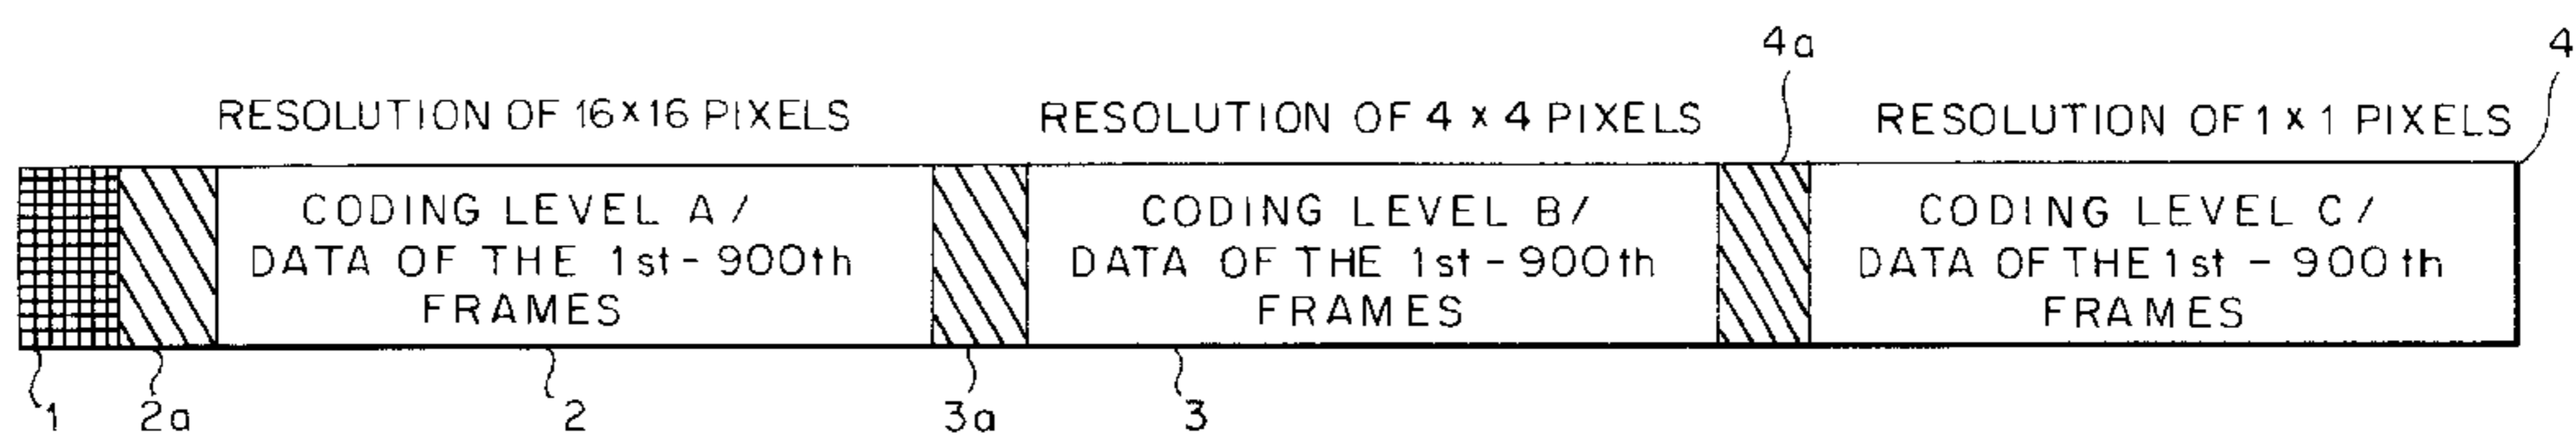 4a
4
RESOLUTION OF 16×16 PIXELS
RESOLUTION OF 4 × 4 PIXELS
RESOLUTION OF 1 × 1 PIXELS
CODING LEVEL A /
DATA OF THE 1st - 900th
FRAMES
CODING LEVEL B /
DATA OF THE 1st - 900th
FRAMES
CODING LEVEL C /
DATA OF THE 1st - 900th
FRAMES
1
2a
2
3a
3